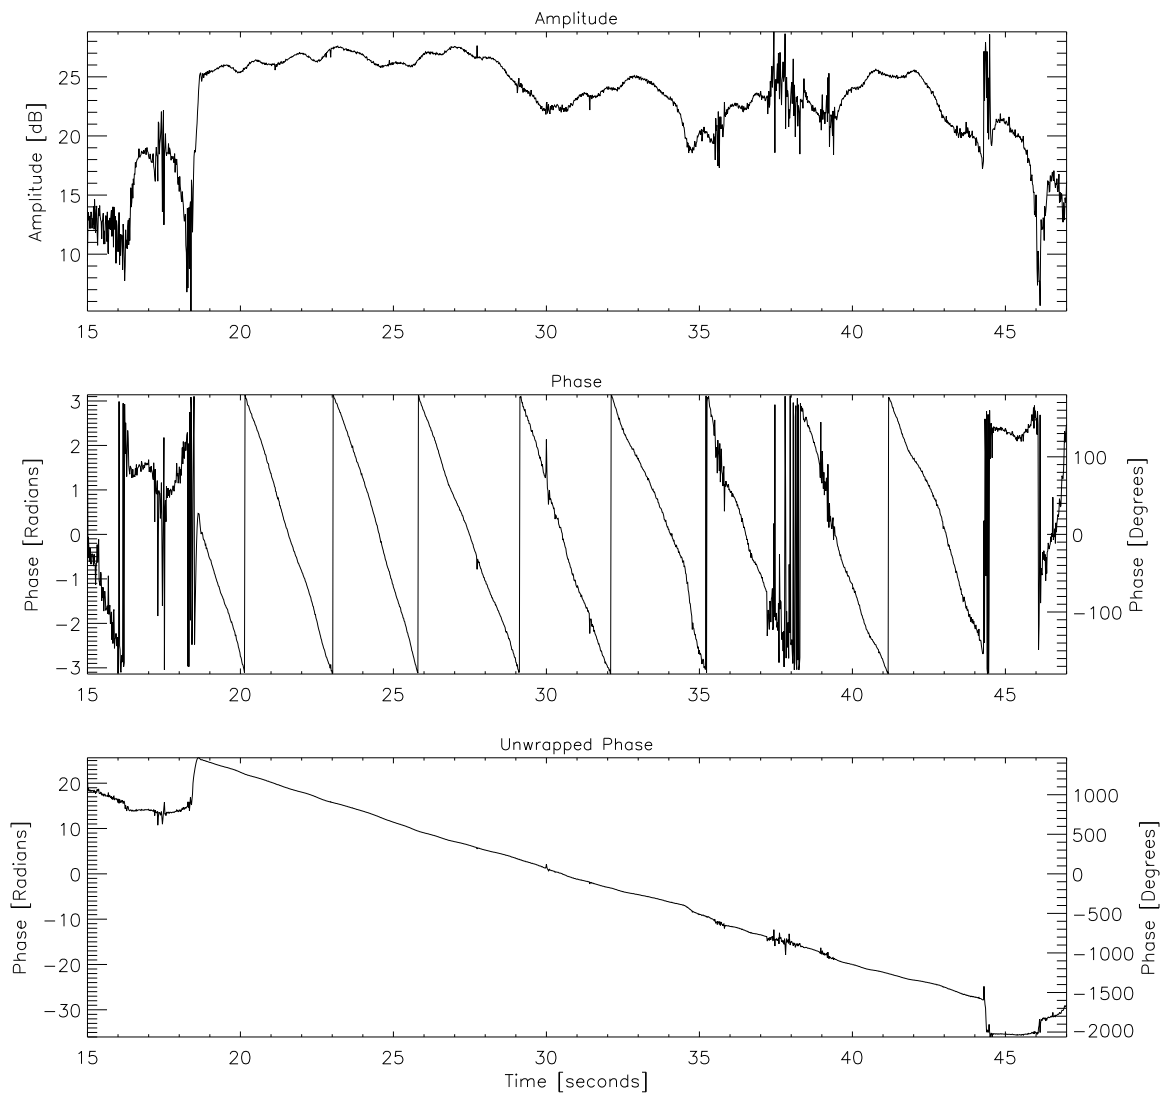 Amplitude
Amplitude [dB]
25
20
15
10
15 20 25 30 35 40 45
Phase
Phase [Radians]
3
2
1
0
−1
−2
−3
100
0
−100
Phase [Degrees]
15 20 25 30 35 40 45
Unwrapped Phase
Phase [Radians]
20
10
0
−10
−20
−30
1000
500
0
−500
−1000
−1500
−2000
Phase [Degrees]
15 20 25 30 35 40 45
Time [seconds]